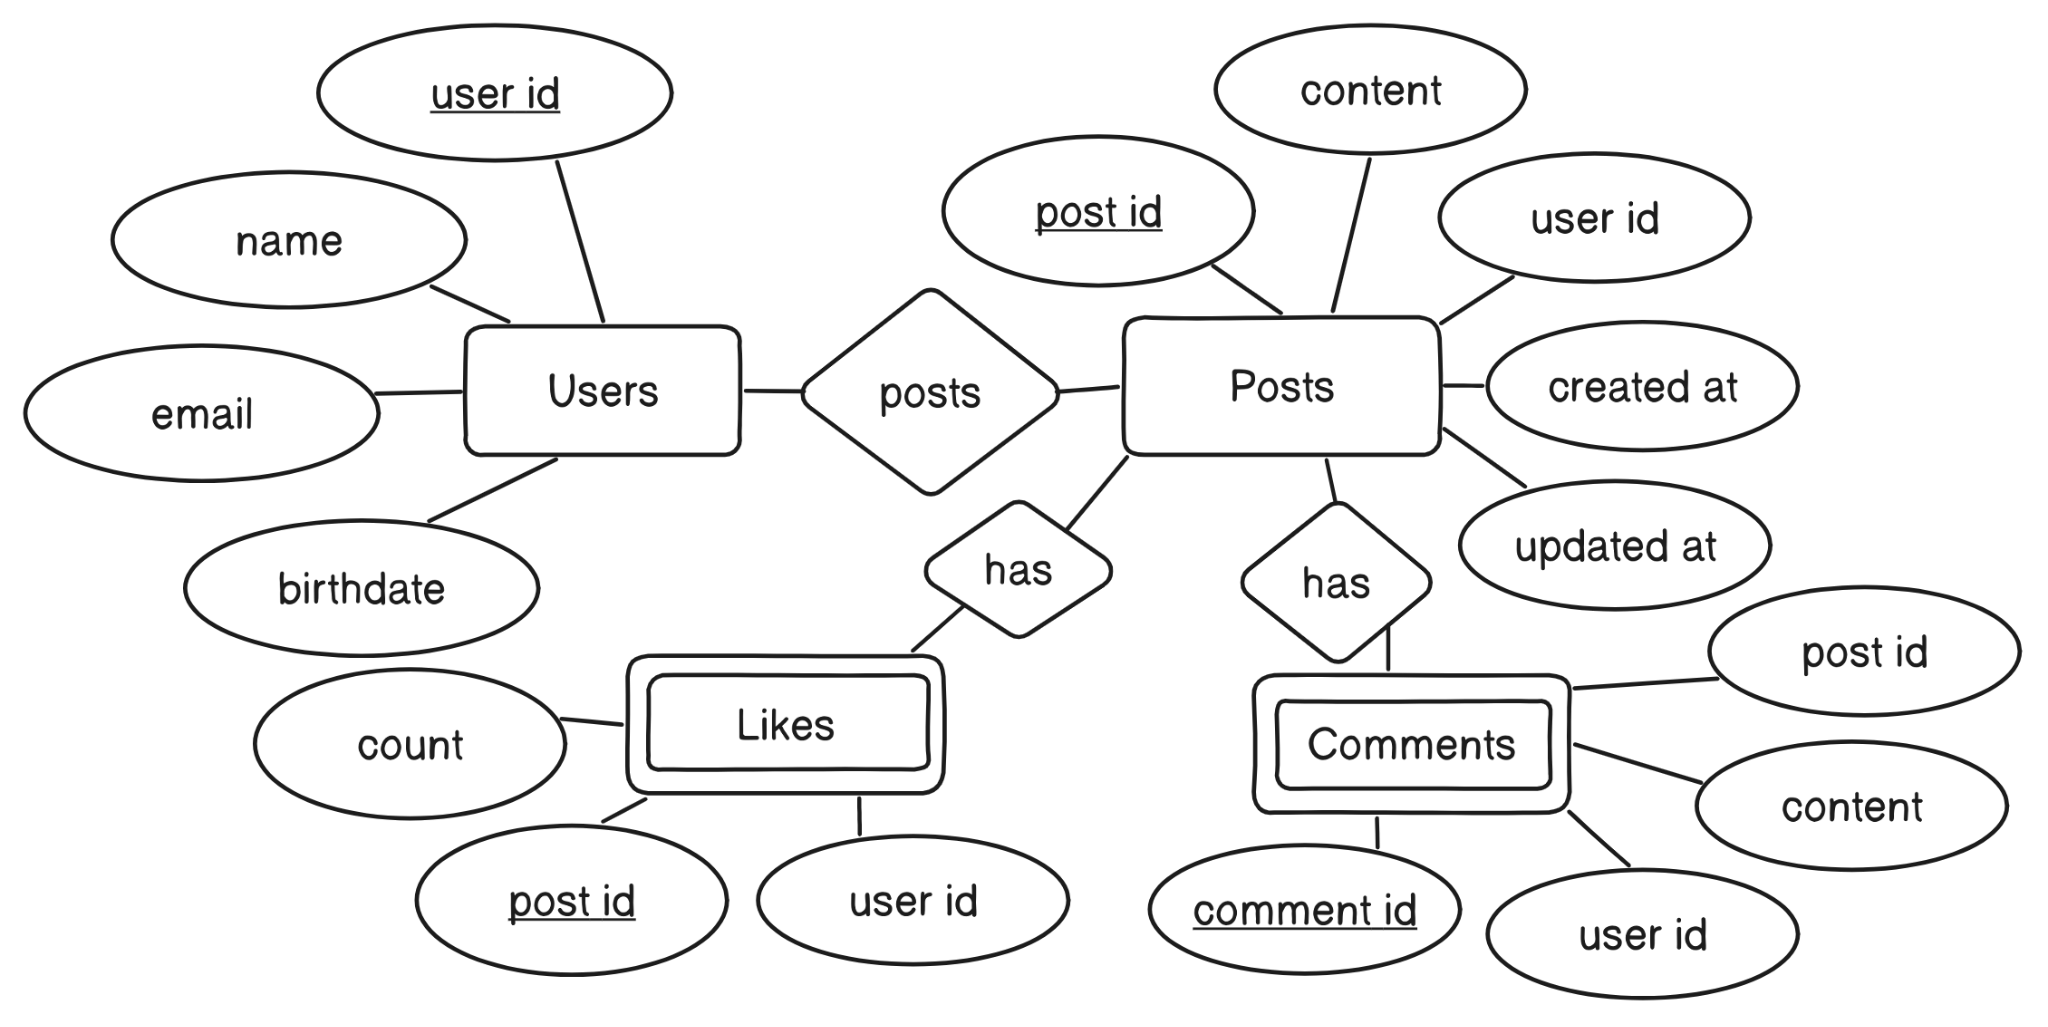 user id
content
post id
user id
name
Users
posts
Posts
created at
email
updated at
birthdate
has
has
post id
count
Likes
Comments
content
post id
user id
comment id
user id